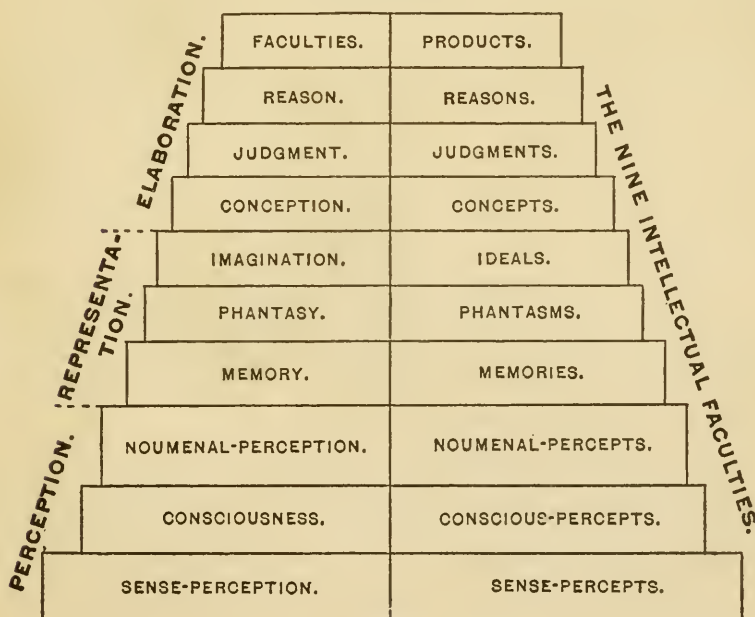 FACULTIES. PRODUCTS.
REASON. REASONS.
JUDGMENT. JUDGMENTS.
CONCEPTION. CONCEPTS.
IMAGINATION. IDEALS.
PHANTASY. PHANTASMS.
MEMORY. MEMORIES.
NOUMENAL-PERCEPTION. NOUMENAL-PERCEPTS.
CONSCIOUSNESS. CONSCIOUS-PERCEPTS.
SENSE-PERCEPTION. SENSE-PERCEPTS.
ELABORATION.
REPRESENTA-
TION.
PERCEPTION.
THE NINE INTELLECTUAL FACULTIES.